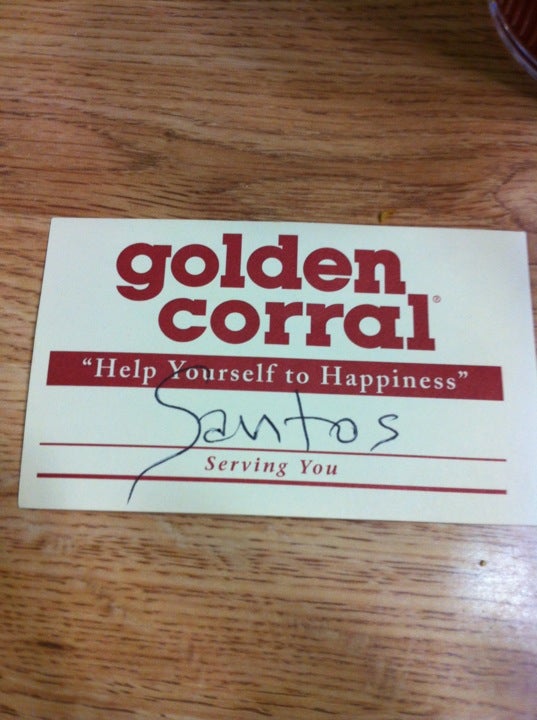 golden
corral®
"Help Yourself to Happiness"
Santos
Serving You